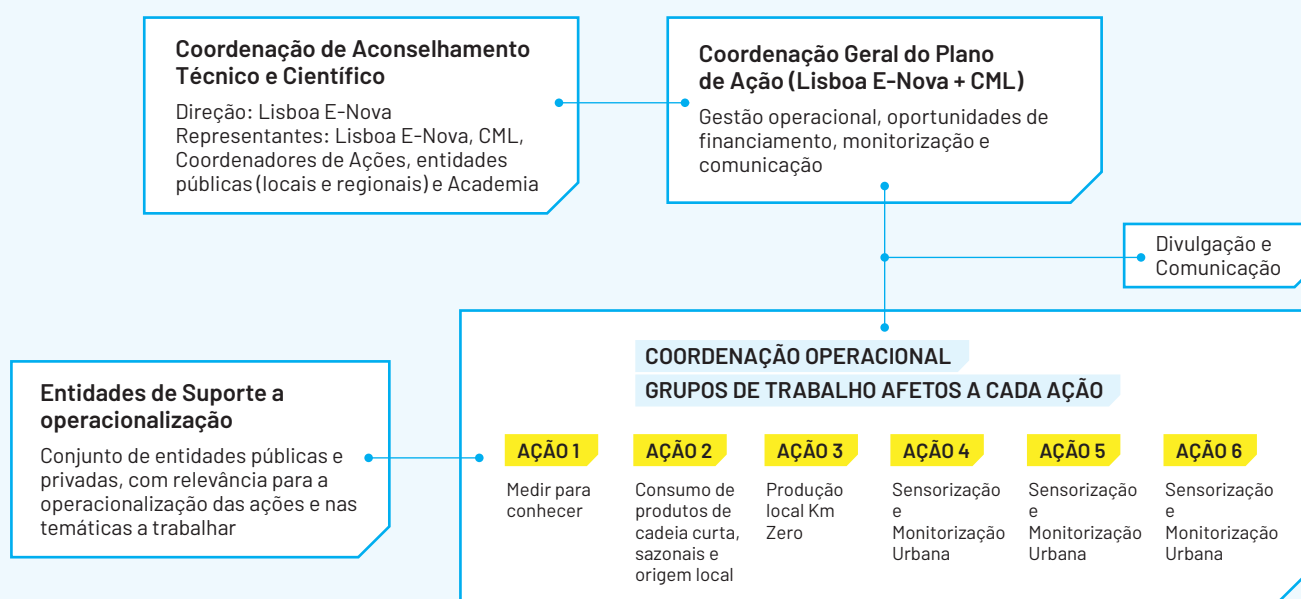 Coordenação de Aconselhamento
Técnico e Científico
Direção: Lisboa E-Nova
Representantes: Lisboa E-Nova, CML,
Coordenadores de Ações, entidades
públicas (locais e regionais) e Academia
Coordenação Geral do Plano
de Ação (Lisboa E-Nova + CML)
Gestão operacional, oportunidades de
financiamento, monitorização e
comunicação
Divulgação e
Comunicação
Entidades de Suporte a
operacionalização
Conjunto de entidades públicas e
privadas, com relevância para a
operacionalização das ações e nas
temáticas a trabalhar
COORDENAÇÃO OPERACIONAL
GRUPOS DE TRABALHO AFETOS A CADA AÇÃO
AÇÃO 1
Medir para
conhecer
AÇÃO 2
Consumo de
produtos de
cadeia curta,
sazonais e
origem local
AÇÃO 3
Produção
local Km
Zero
AÇÃO 4
Sensorização
e
Monitorização
Urbana
AÇÃO 5
Sensorização
e
Monitorização
Urbana
AÇÃO 6
Sensorização
e
Monitorização
Urbana